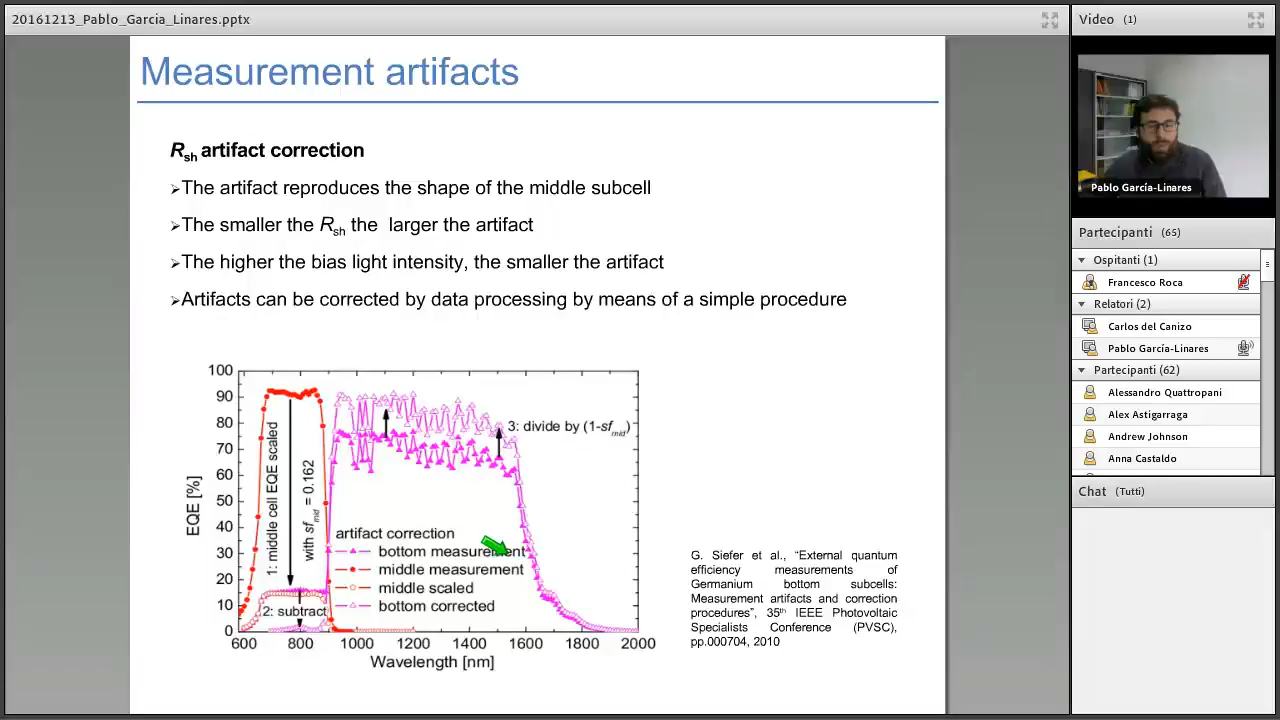 20161213_Pablo_Garcia_Linares.pptx
Measurement artifacts
Rsh artifact correction
➢The artifact reproduces the shape of the middle subcell
➢The smaller the Rsh the larger the artifact
➢The higher the bias light intensity, the smaller the artifact
➢Artifacts can be corrected by data processing by means of a simple procedure
100
90
80
70
60
50
40
30
20
10
0
EQE [%]
600 800 1000 1200 1400 1600 1800 2000
Wavelength [nm]
1: middle cell EQE scaled
with sfmid = 0.162
2: subtract
3: divide by (1-sfmid)
artifact correction
bottom measurement
middle measurement
middle scaled
bottom corrected
G. Siefer et al., “External quantum
efficiency measurements of
Germanium bottom subcells:
Measurement artifacts and correction
procedures”, 35th IEEE Photovoltaic
Specialists Conference (PVSC),
pp.000704, 2010
Video (1)
Pablo García-Linares
Partecipanti (65)
Ospitanti (1)
Francesco Roca
Relatori (2)
Carlos del Canizo
Pablo García-Linares
Partecipanti (62)
Alessandro Quattropani
Alex Astigarraga
Andrew Johnson
Anna Castaldo
Chat (Tutti)